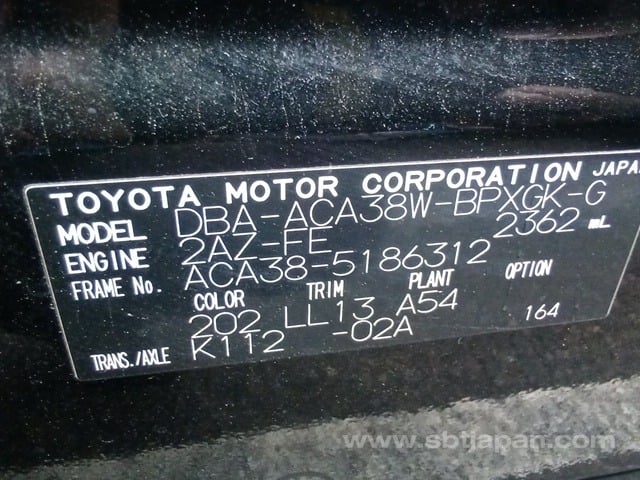 TOYOTA MOTOR CORPORATION JAPA
MODEL DBA-ACA38W-BPXGK-G
ENGINE 2AZ-FE 2362 mL
FRAME No. ACA38-5186312
COLOR TRIM PLANT OPTION
202 LL13 A54 164
TRANS./AXLE K112 -02A
www.sbtjapan.com